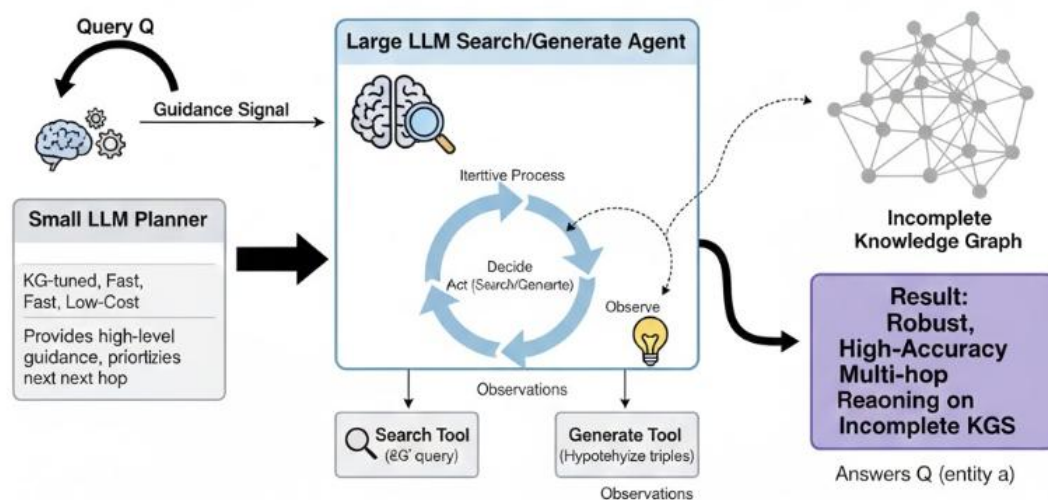 Query Q
Guidance Signal
Small LLM Planner
KG-tuned, Fast,
Fast, Low-Cost
Provides high-level
guidance, priortizies
next next hop
Large LLM Search/Generate Agent
Iterttive Process
Decide
Act (Search/Generte)
Observe
Observations
Search Tool
(&G' query)
Generate Tool
(Hypotehyize triples)
Observations
Incomplete
Knowledge Graph
Result:
Robust,
High-Accuracy
Multi-hop
Reaoning on
Incomplete KGS
Answers Q (entity a)